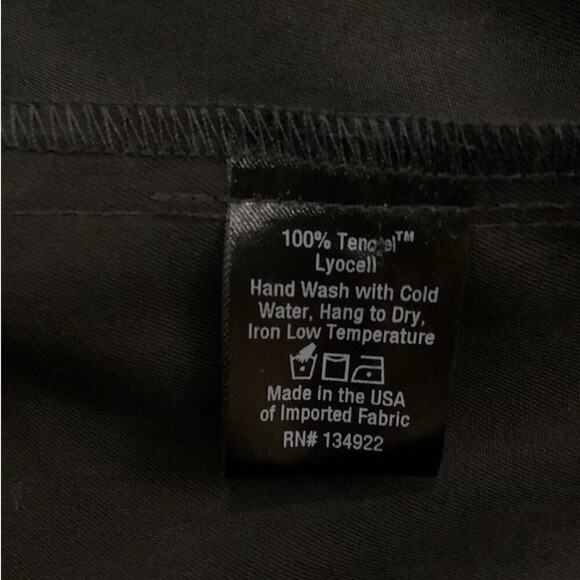 100% Tencel™
Lyocell
Hand Wash with Cold
Water, Hang to Dry,
Iron Low Temperature
Made in the USA
of Imported Fabric
RN# 134922